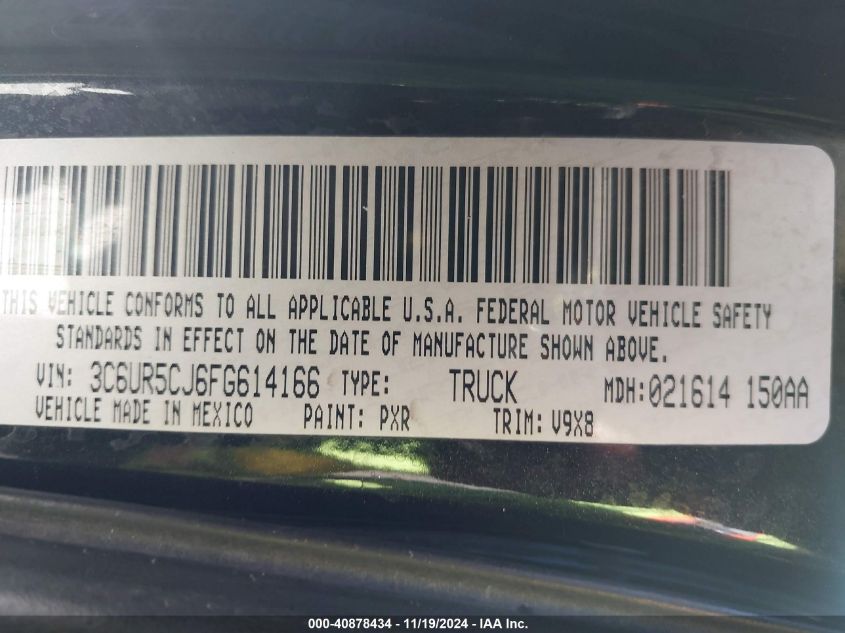 THIS VEHICLE CONFORMS TO ALL APPLICABLE U.S.A. FEDERAL MOTOR VEHICLE SAFETY
STANDARDS IN EFFECT ON THE DATE OF MANUFACTURE SHOWN ABOVE.
VIN: 3C6UR5CJ6FG614166 TYPE: TRUCK MDH:021614 150AA
VEHICLE MADE IN MEXICO PAINT: PXR TRIM: V9X8
000-40878434 - 11/19/2024 - IAA Inc.